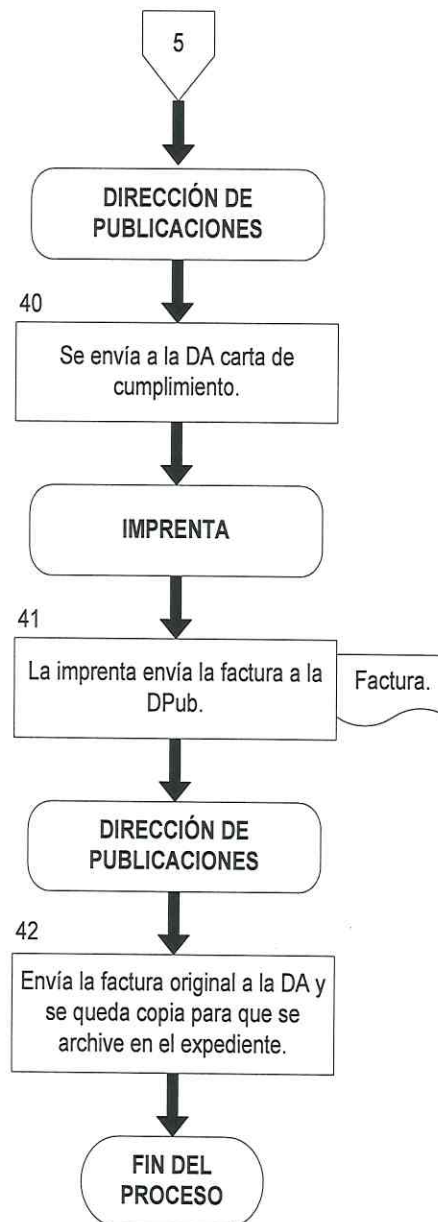 5
DIRECCIÓN DE
PUBLICACIONES
40
Se envía a la DA carta de
cumplimiento.
IMPRENTA
41
La imprenta envía la factura a la
DPub.
Factura.
DIRECCIÓN DE
PUBLICACIONES
42
Envía la factura original a la DA y
se queda copia para que se
archive en el expediente.
FIN DEL
PROCESO